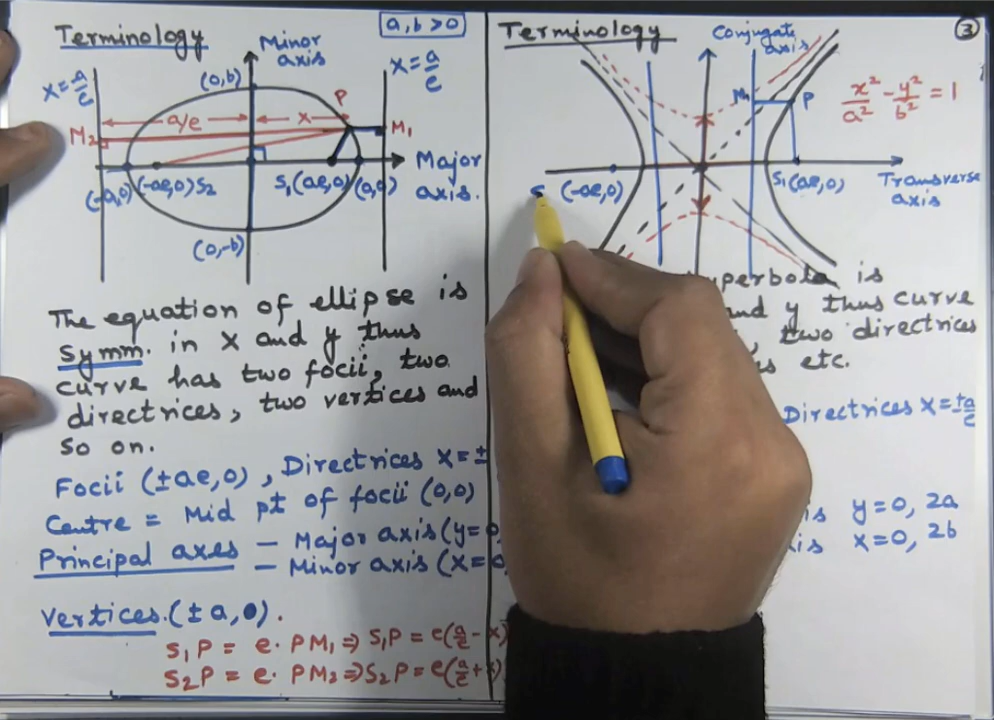 Terminology
a, b > 0
Minor
axis
X = a/e
X = a/e
(0,b)
P
a/e
x
M2
M1
Major
axis.
(-a,0)
(-ae,0) S2
S1(ae,0)
(a,0)
(0,-b)
The equation of ellipse is
symm. in x and y thus
curve has two focii, two
directrices, two vertices and
so on.
Focii (±ae,0), Directrices X=±
Centre = Mid pt of focii (0,0)
Principal axes - Major axis (y=0
- Minor axis (x=0
Vertices. (±a,0).
S1P = e. PM1 ⇒ S1P = e(a/e - x)
S2P = e. PM2 ⇒ S2P = e(a/e + x)
Terminology
3
Conjugate
axis
x²/a² - y²/b² = 1
M1
P
S
(-ae,0)
S1(ae,0)
Transverse
axis
perbola is
and y thus curve
, two directrices
es etc.
Directrices X=±a/e
is y=0, 2a
is x=0, 2b